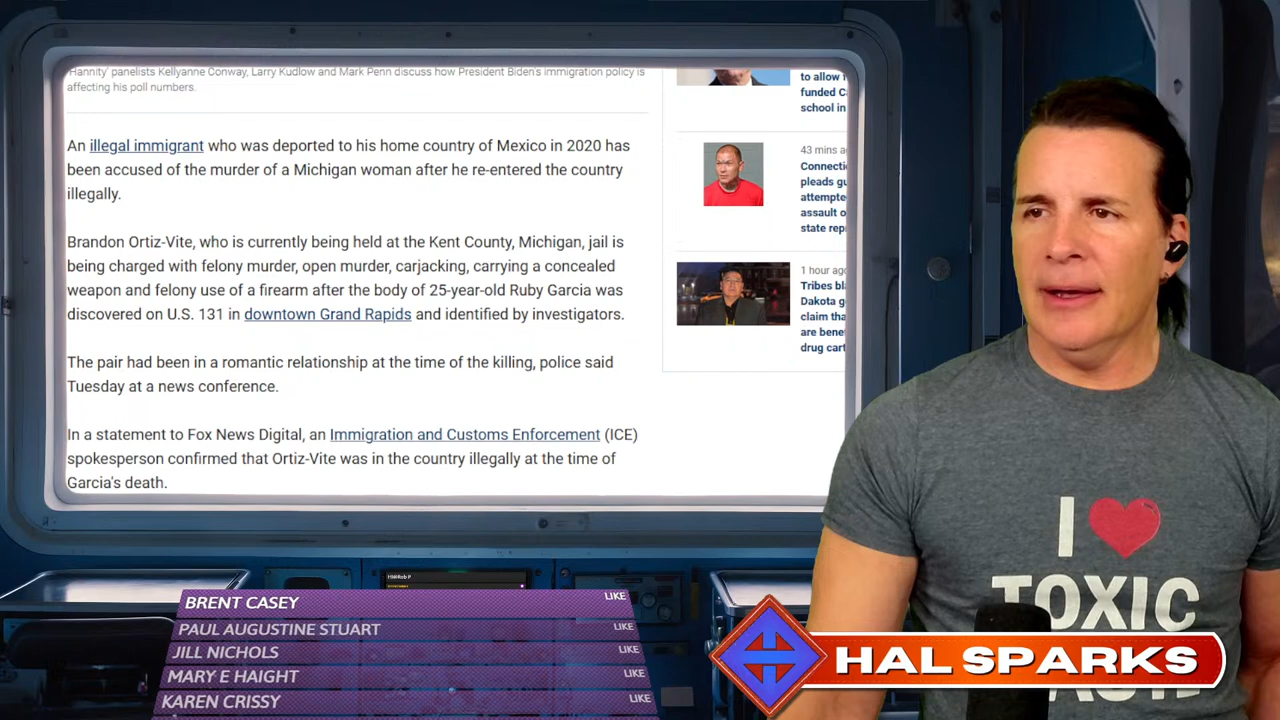 'Hannity' panelists Kellyanne Conway, Larry Kudlow and Mark Penn discuss how President Biden's immigration policy is
affecting his poll numbers.
An illegal immigrant who was deported to his home country of Mexico in 2020 has
been accused of the murder of a Michigan woman after he re-entered the country
illegally.
Brandon Ortiz-Vite, who is currently being held at the Kent County, Michigan, jail is
being charged with felony murder, open murder, carjacking, carrying a concealed
weapon and felony use of a firearm after the body of 25-year-old Ruby Garcia was
discovered on U.S. 131 in downtown Grand Rapids and identified by investigators.
The pair had been in a romantic relationship at the time of the killing, police said
Tuesday at a news conference.
In a statement to Fox News Digital, an Immigration and Customs Enforcement (ICE)
spokesperson confirmed that Ortiz-Vite was in the country illegally at the time of
Garcia's death.
to allow
funded
school in
43 mins
pleads
assault
state
1 hour
Tribes
Dakota
claim
are
drug
I
TOXIC
BRENT CASEY LIKE
PAUL AUGUSTINE STUART LIKE
JILL NICHOLS LIKE
MARY E HAIGHT LIKE
KAREN CRISSY LIKE
HAL SPARKS